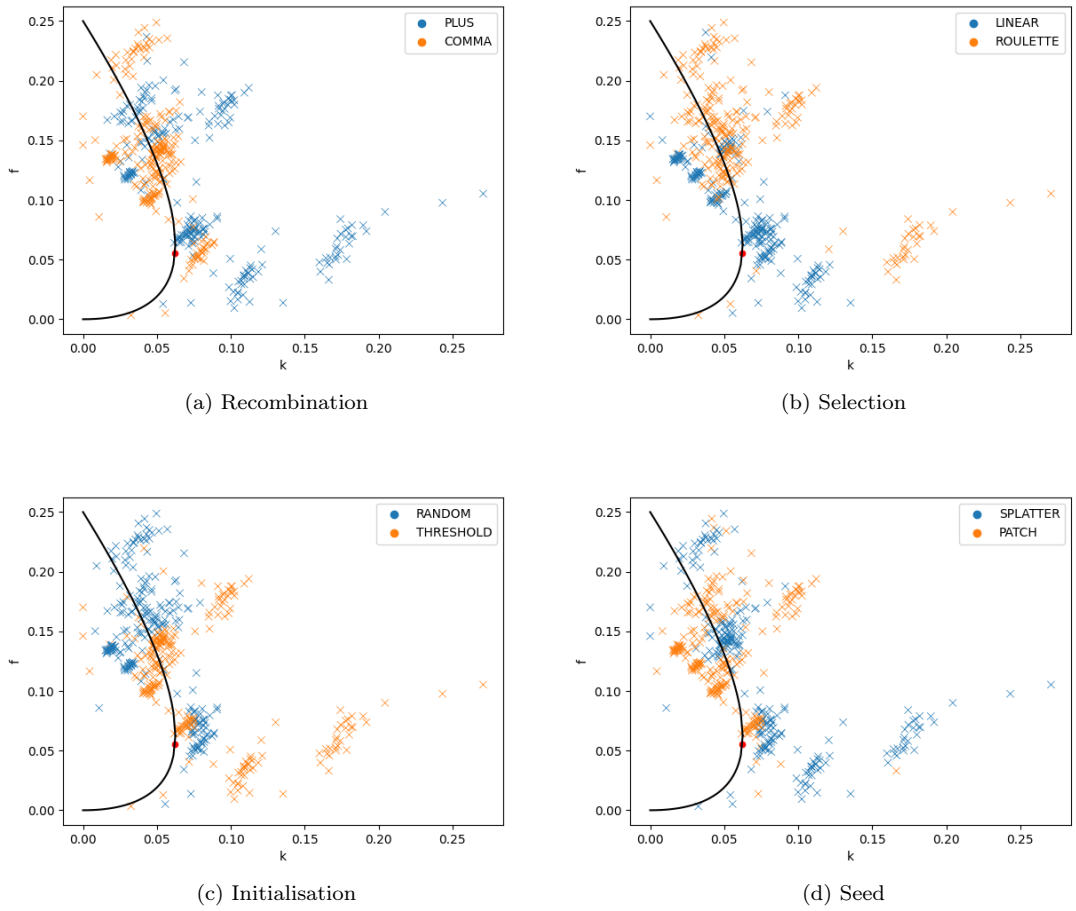 PLUS
COMMA
0.25
0.20
0.15
0.10
0.05
0.00
f
0.00 0.05 0.10 0.15 0.20 0.25
k
(a) Recombination
LINEAR
ROULETTE
0.25
0.20
0.15
0.10
0.05
0.00
f
0.00 0.05 0.10 0.15 0.20 0.25
k
(b) Selection
RANDOM
THRESHOLD
0.25
0.20
0.15
0.10
0.05
0.00
f
0.00 0.05 0.10 0.15 0.20 0.25
k
(c) Initialisation
SPLATTER
PATCH
0.25
0.20
0.15
0.10
0.05
0.00
f
0.00 0.05 0.10 0.15 0.20 0.25
k
(d) Seed